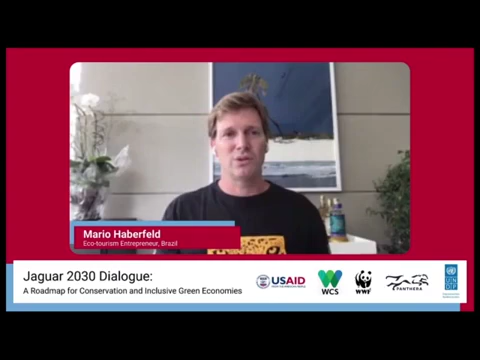 Mario Haberfeld
Eco-tourism Entrepreneur, Brazil
Jaguar 2030 Dialogue:
A Roadmap for Conservation and Inclusive Green Economies
USAID
WCS
WWF
PANTHERA